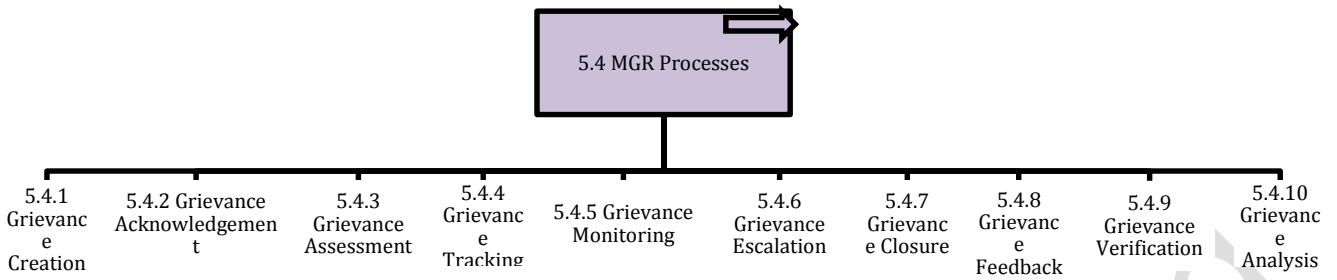 5.4 MGR Processes
5.4.1
Grievanc
e
Creation
5.4.2 Grievance
Acknowledgemen
t
5.4.3
Grievance
Assessment
5.4.4
Grievanc
e
Tracking
5.4.5 Grievance
Monitoring
5.4.6
Grievance
Escalation
5.4.7
Grievanc
e Closure
5.4.8
Grievanc
e
Feedback
5.4.9
Grievance
Verification
5.4.10
Grievanc
e
Analysis